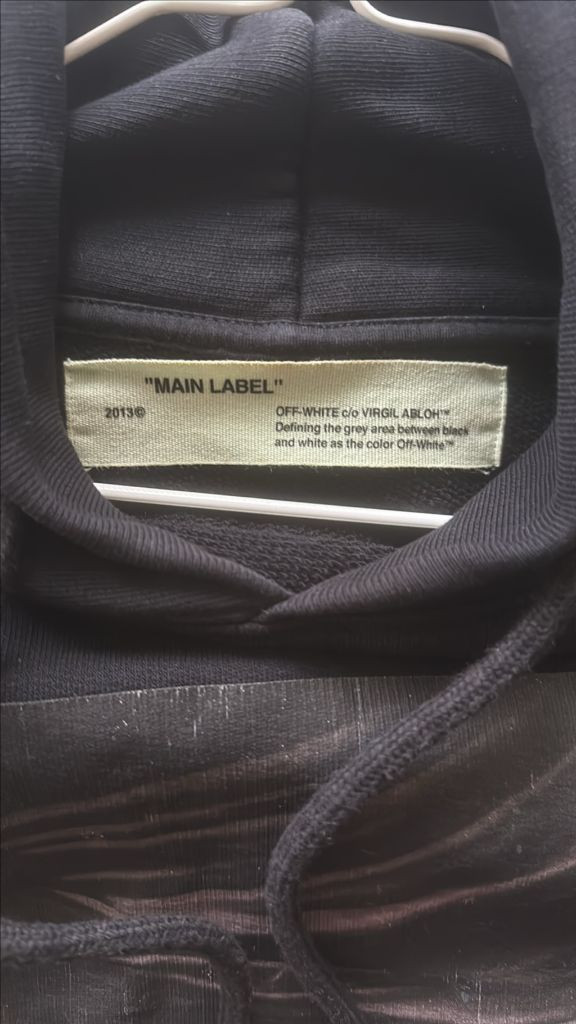 "MAIN LABEL"
2013© OFF-WHITE c/o VIRGIL ABLOH™
Defining the grey area between black
and white as the color Off-White™